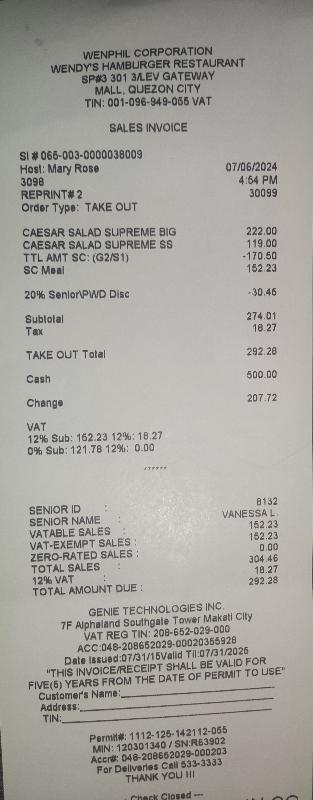 WENPHIL CORPORATION
WENDY'S HAMBURGER RESTAURANT
SP#3 301 3/LEV GATEWAY
MALL, QUEZON CITY
TIN: 001-096-949-055 VAT
SALES INVOICE
SI # 065-003-0000038009
Host: Mary Rose 07/06/2024
3098 4:54 PM
REPRINT# 2 30099
Order Type: TAKE OUT
CAESAR SALAD SUPREME BIG 222.00
CAESAR SALAD SUPREME SS 119.00
TTL AMT SC: (G2/S1) -170.50
SC Meal 152.23
20% Senior\PWD Disc -30.45
Subtotal 274.01
Tax 18.27
TAKE OUT Total 292.28
Cash 500.00
Change 207.72
VAT
12% Sub: 152.23 12%: 18.27
0% Sub: 121.78 12%: 0.00
******
SENIOR ID : 8132
SENIOR NAME : VANESSA L.
VATABLE SALES : 152.23
VAT-EXEMPT SALES : 152.23
ZERO-RATED SALES : 0.00
TOTAL SALES : 304.46
12% VAT : 18.27
TOTAL AMOUNT DUE : 292.28
GENIE TECHNOLOGIES INC.
7F Alphaland Southgate Tower Makati City
VAT REG TIN: 208-652-029-000
ACC:048-208652029-00020355928
Date Issued:07/31/15Valid Til:07/31/2025
"THIS INVOICE/RECEIPT SHALL BE VALID FOR
FIVE(5) YEARS FROM THE DATE OF PERMIT TO USE"
Customer's Name:
Address:
TIN:
Permit#: 1112-125-142112-055
MIN: 120301340 / SN:R63902
Accr#: 048-208652029-000203
For Deliveries Call 533-3333
THANK YOU !!!
--- Check Closed ---